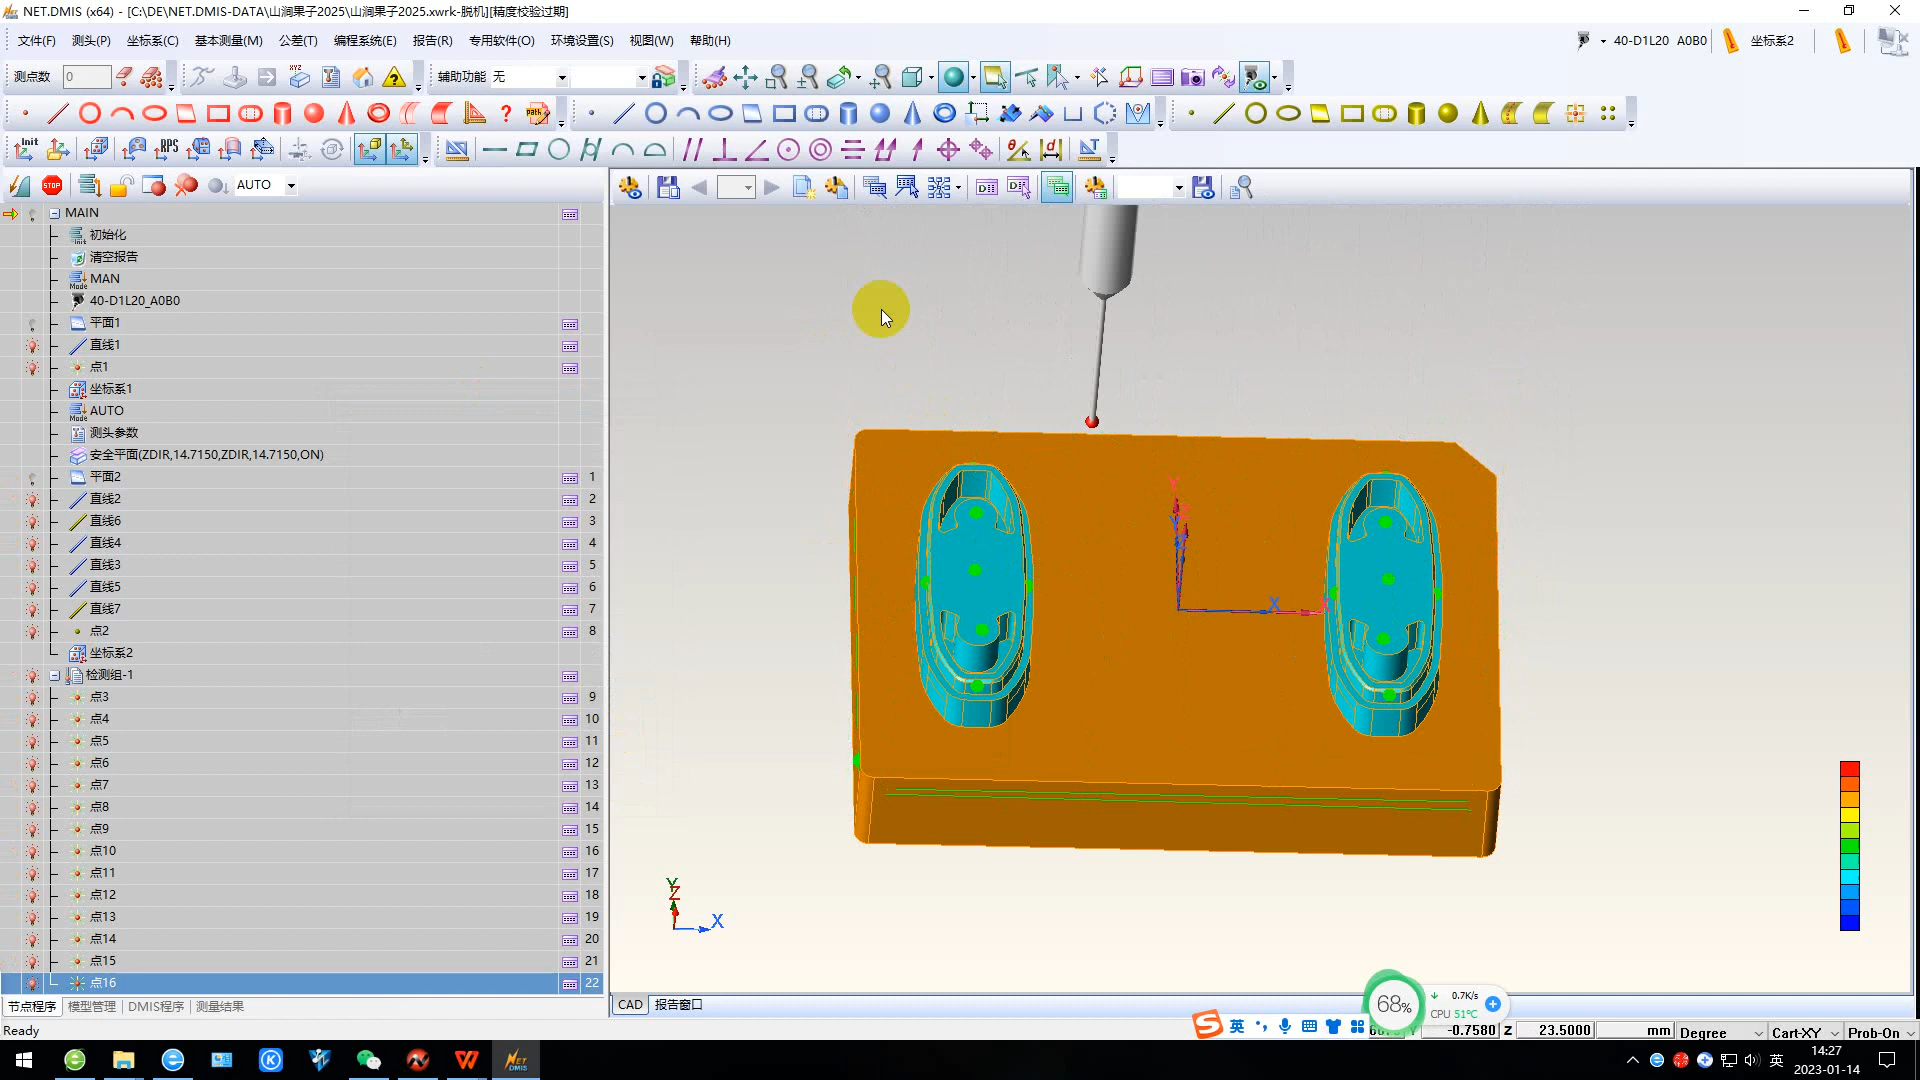 NET.DMIS (x64) - [C:\DE\NET.DMIS-DATA\山涧果子2025\山涧果子2025.xwrk-脱机][精度校验过期]
文件(F) 测头(P) 坐标系(C) 基本测量(M) 公差(T) 编程系统(E) 报告(R) 专用软件(O) 环境设置(S) 视图(W) 帮助(H) 40-D1L20 A0B0 坐标系2
测点数 0 辅助功能 无
AUTO
MAIN
初始化
清空报告
MAN
40-D1L20_A0B0
平面1
直线1
点1
坐标系1
AUTO
测头参数
安全平面(ZDIR,14.7150,ZDIR,14.7150,ON)
平面2 1
直线2 2
直线6 3
直线4 4
直线3 5
直线5 6
直线7 7
点2 8
坐标系2
检测组-1
点3 9
点4 10
点5 11
点6 12
点7 13
点8 14
点9 15
点10 16
点11 17
点12 18
点13 19
点14 20
点15 21
点16 22
节点程序 模型管理 DMIS程序 测量结果
CAD 报告窗口
68% 0.7K/s
CPU 51°C
英
Ready -0.7580 Z 23.5000 mm Degree Cart-XY Prob-On
英 14:27
2023-01-14